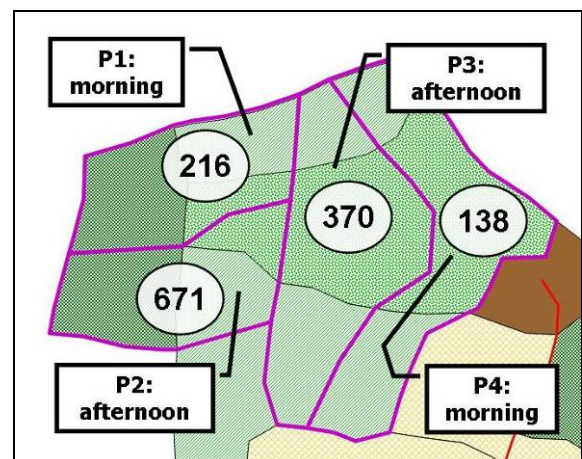 P1:
morning
P3:
afternoon
216
370
138
671
P2:
afternoon
P4:
morning